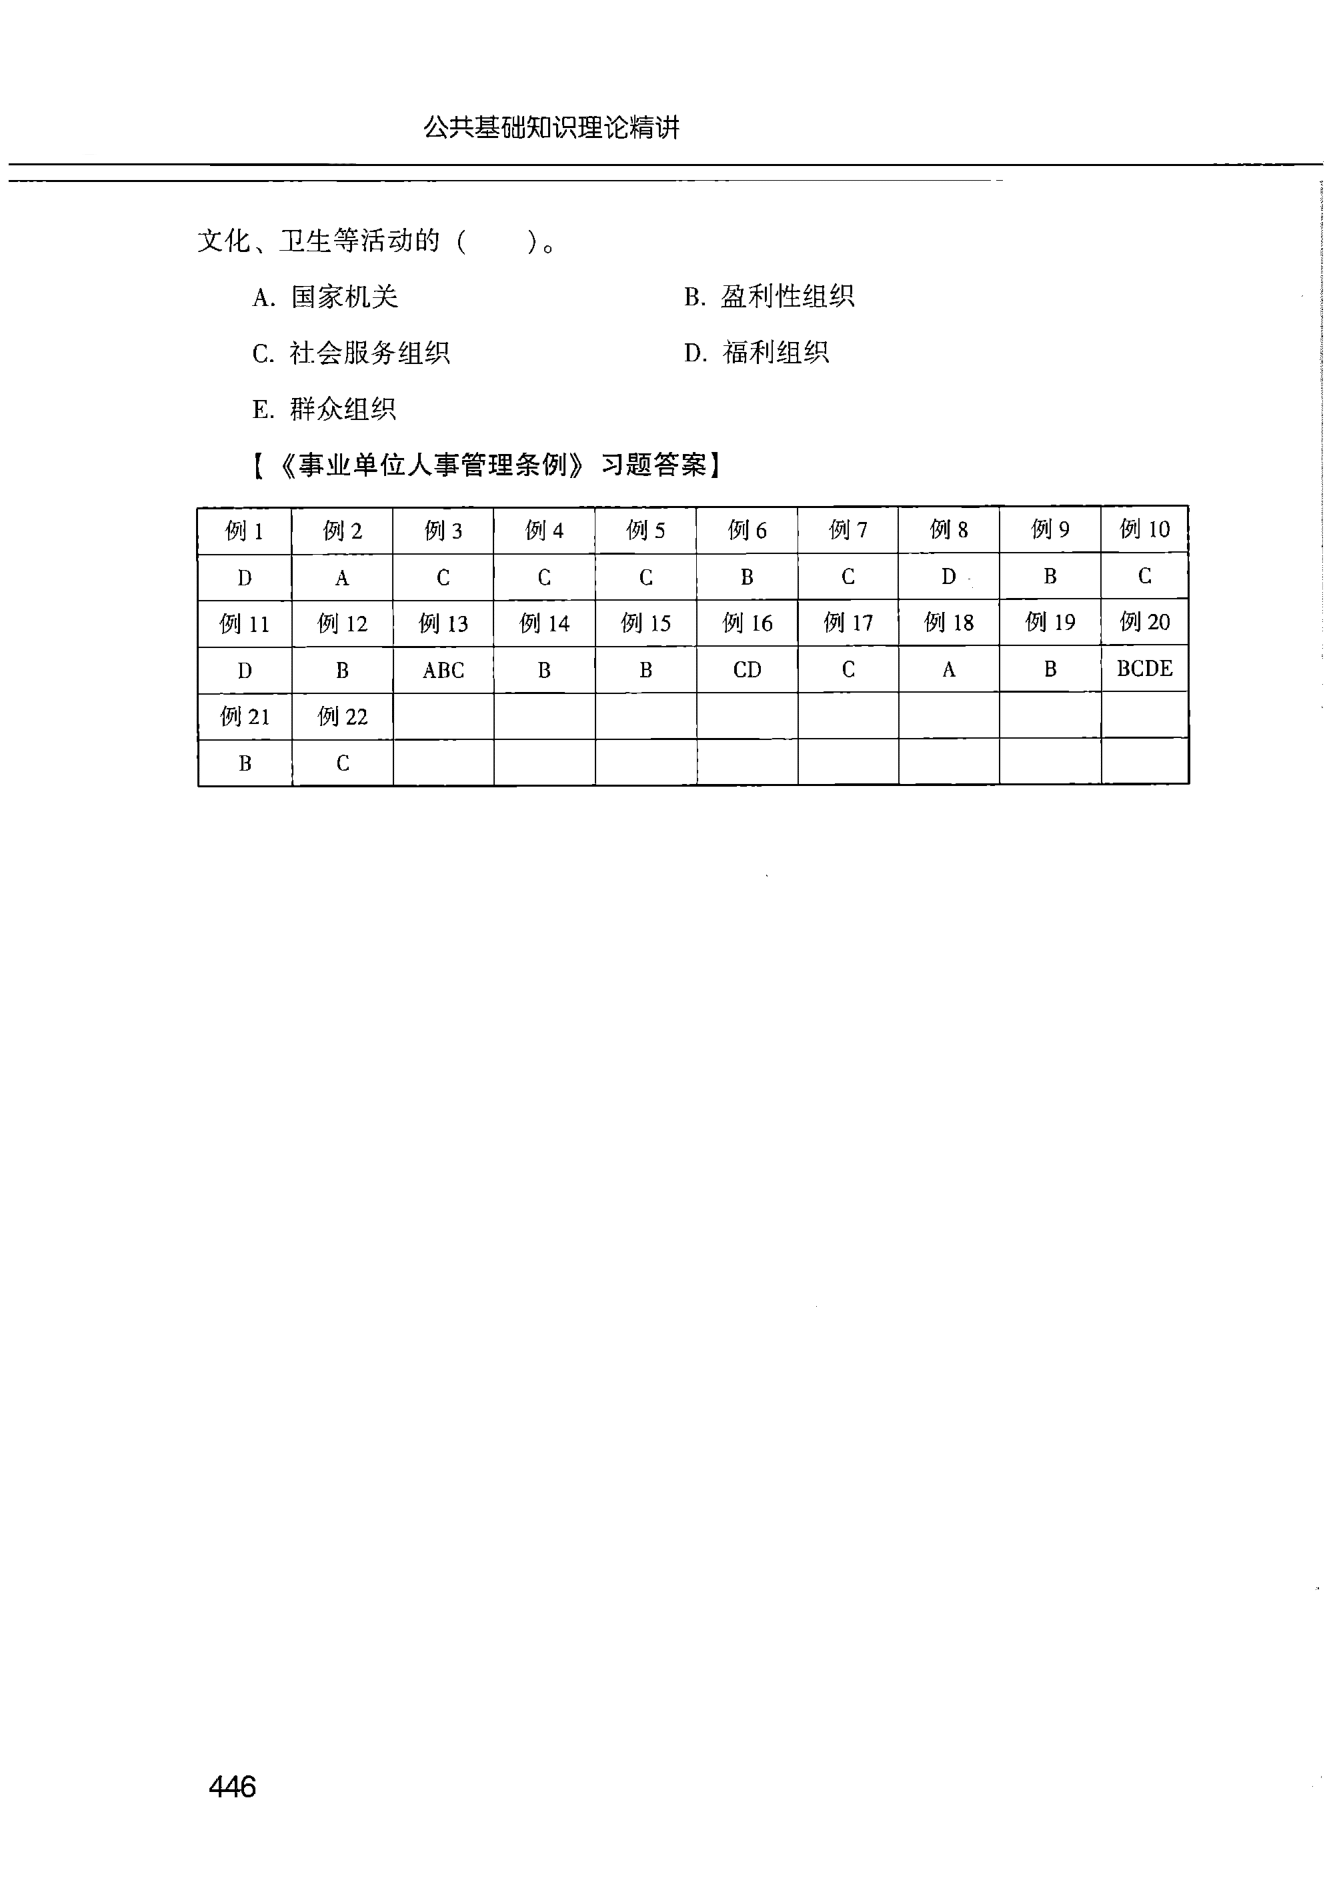 公共基础知识理论精讲
文化、卫生等活动的（　　）。
A. 国家机关 B. 盈利性组织
C. 社会服务组织 D. 福利组织
E. 群众组织
【《事业单位人事管理条例》习题答案】
例 1 例 2 例 3 例 4 例 5 例 6 例 7 例 8 例 9 例 10
D A C C C B C D B C
例 11 例 12 例 13 例 14 例 15 例 16 例 17 例 18 例 19 例 20
D B ABC B B CD C A B BCDE
例 21 例 22
B C
446